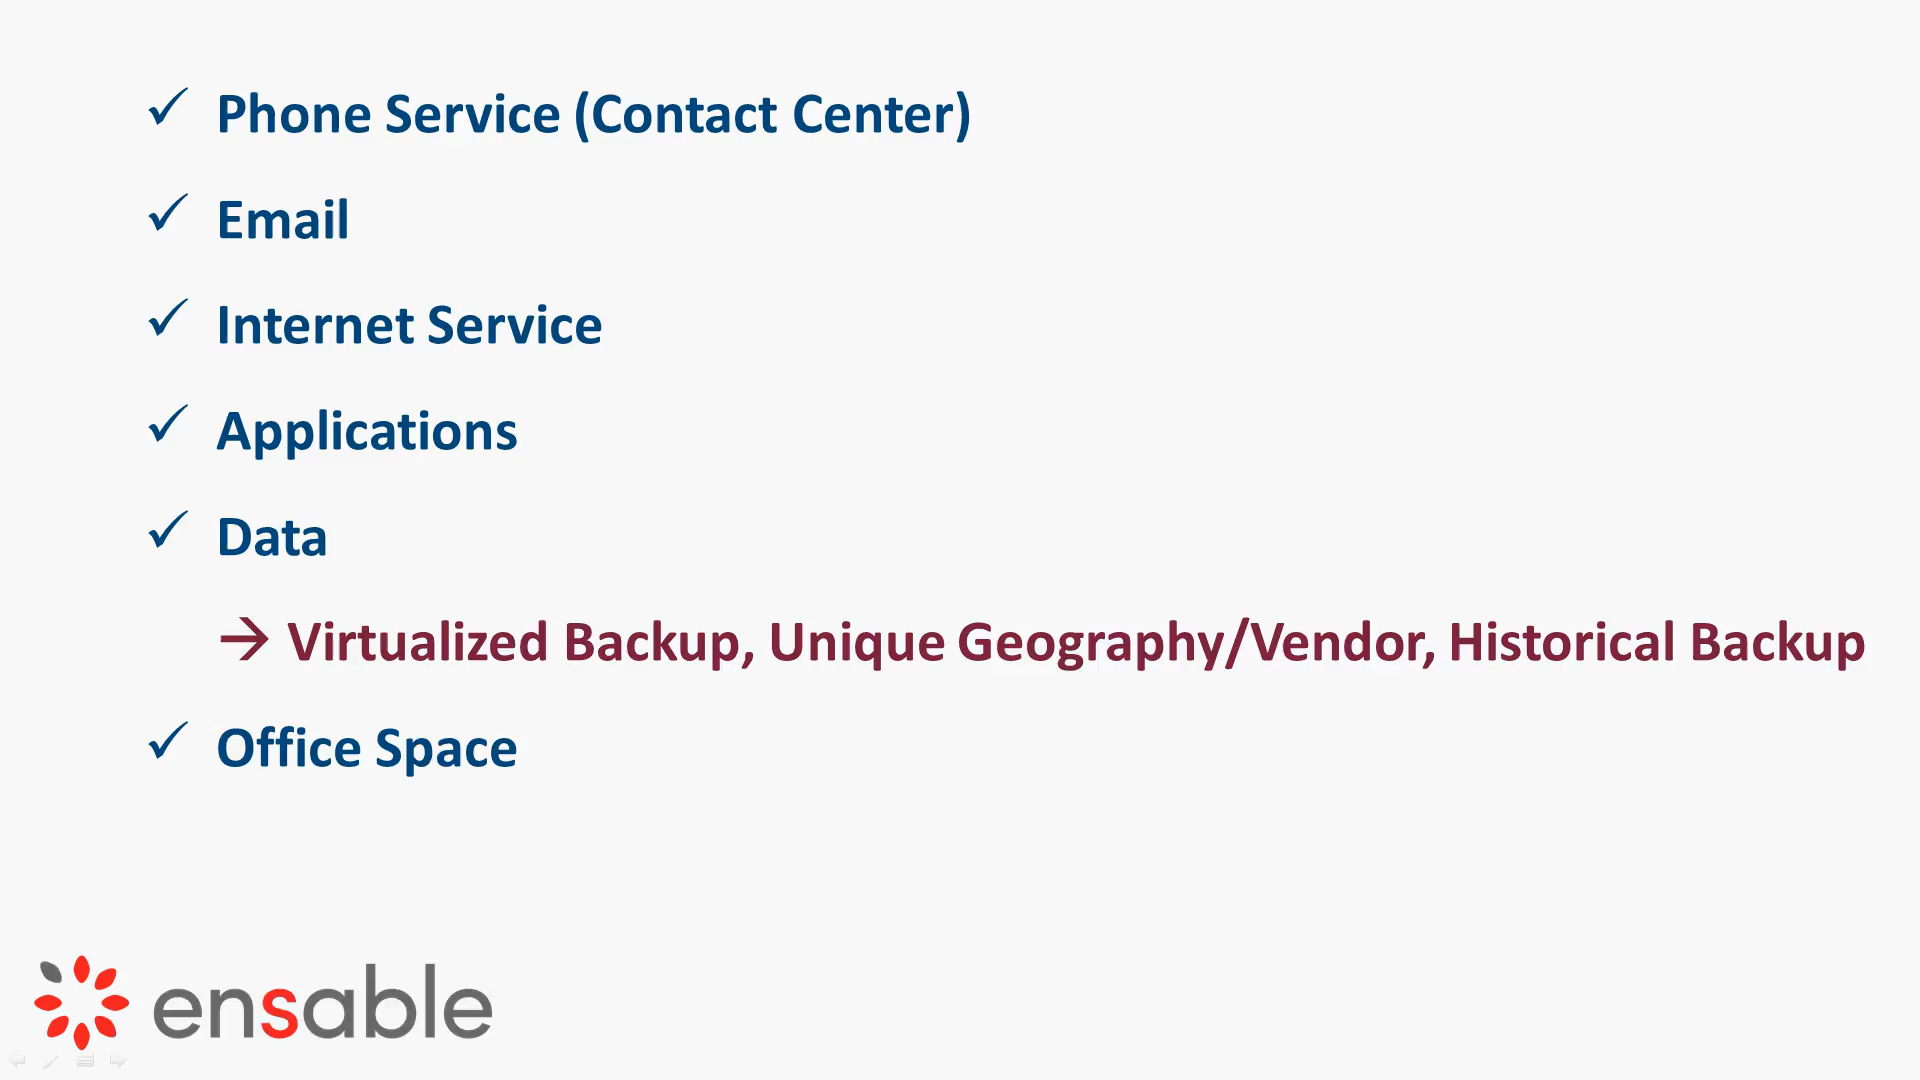 ✓ Phone Service (Contact Center)
✓ Email
✓ Internet Service
✓ Applications
✓ Data
→ Virtualized Backup, Unique Geography/Vendor, Historical Backup
✓ Office Space
ensable